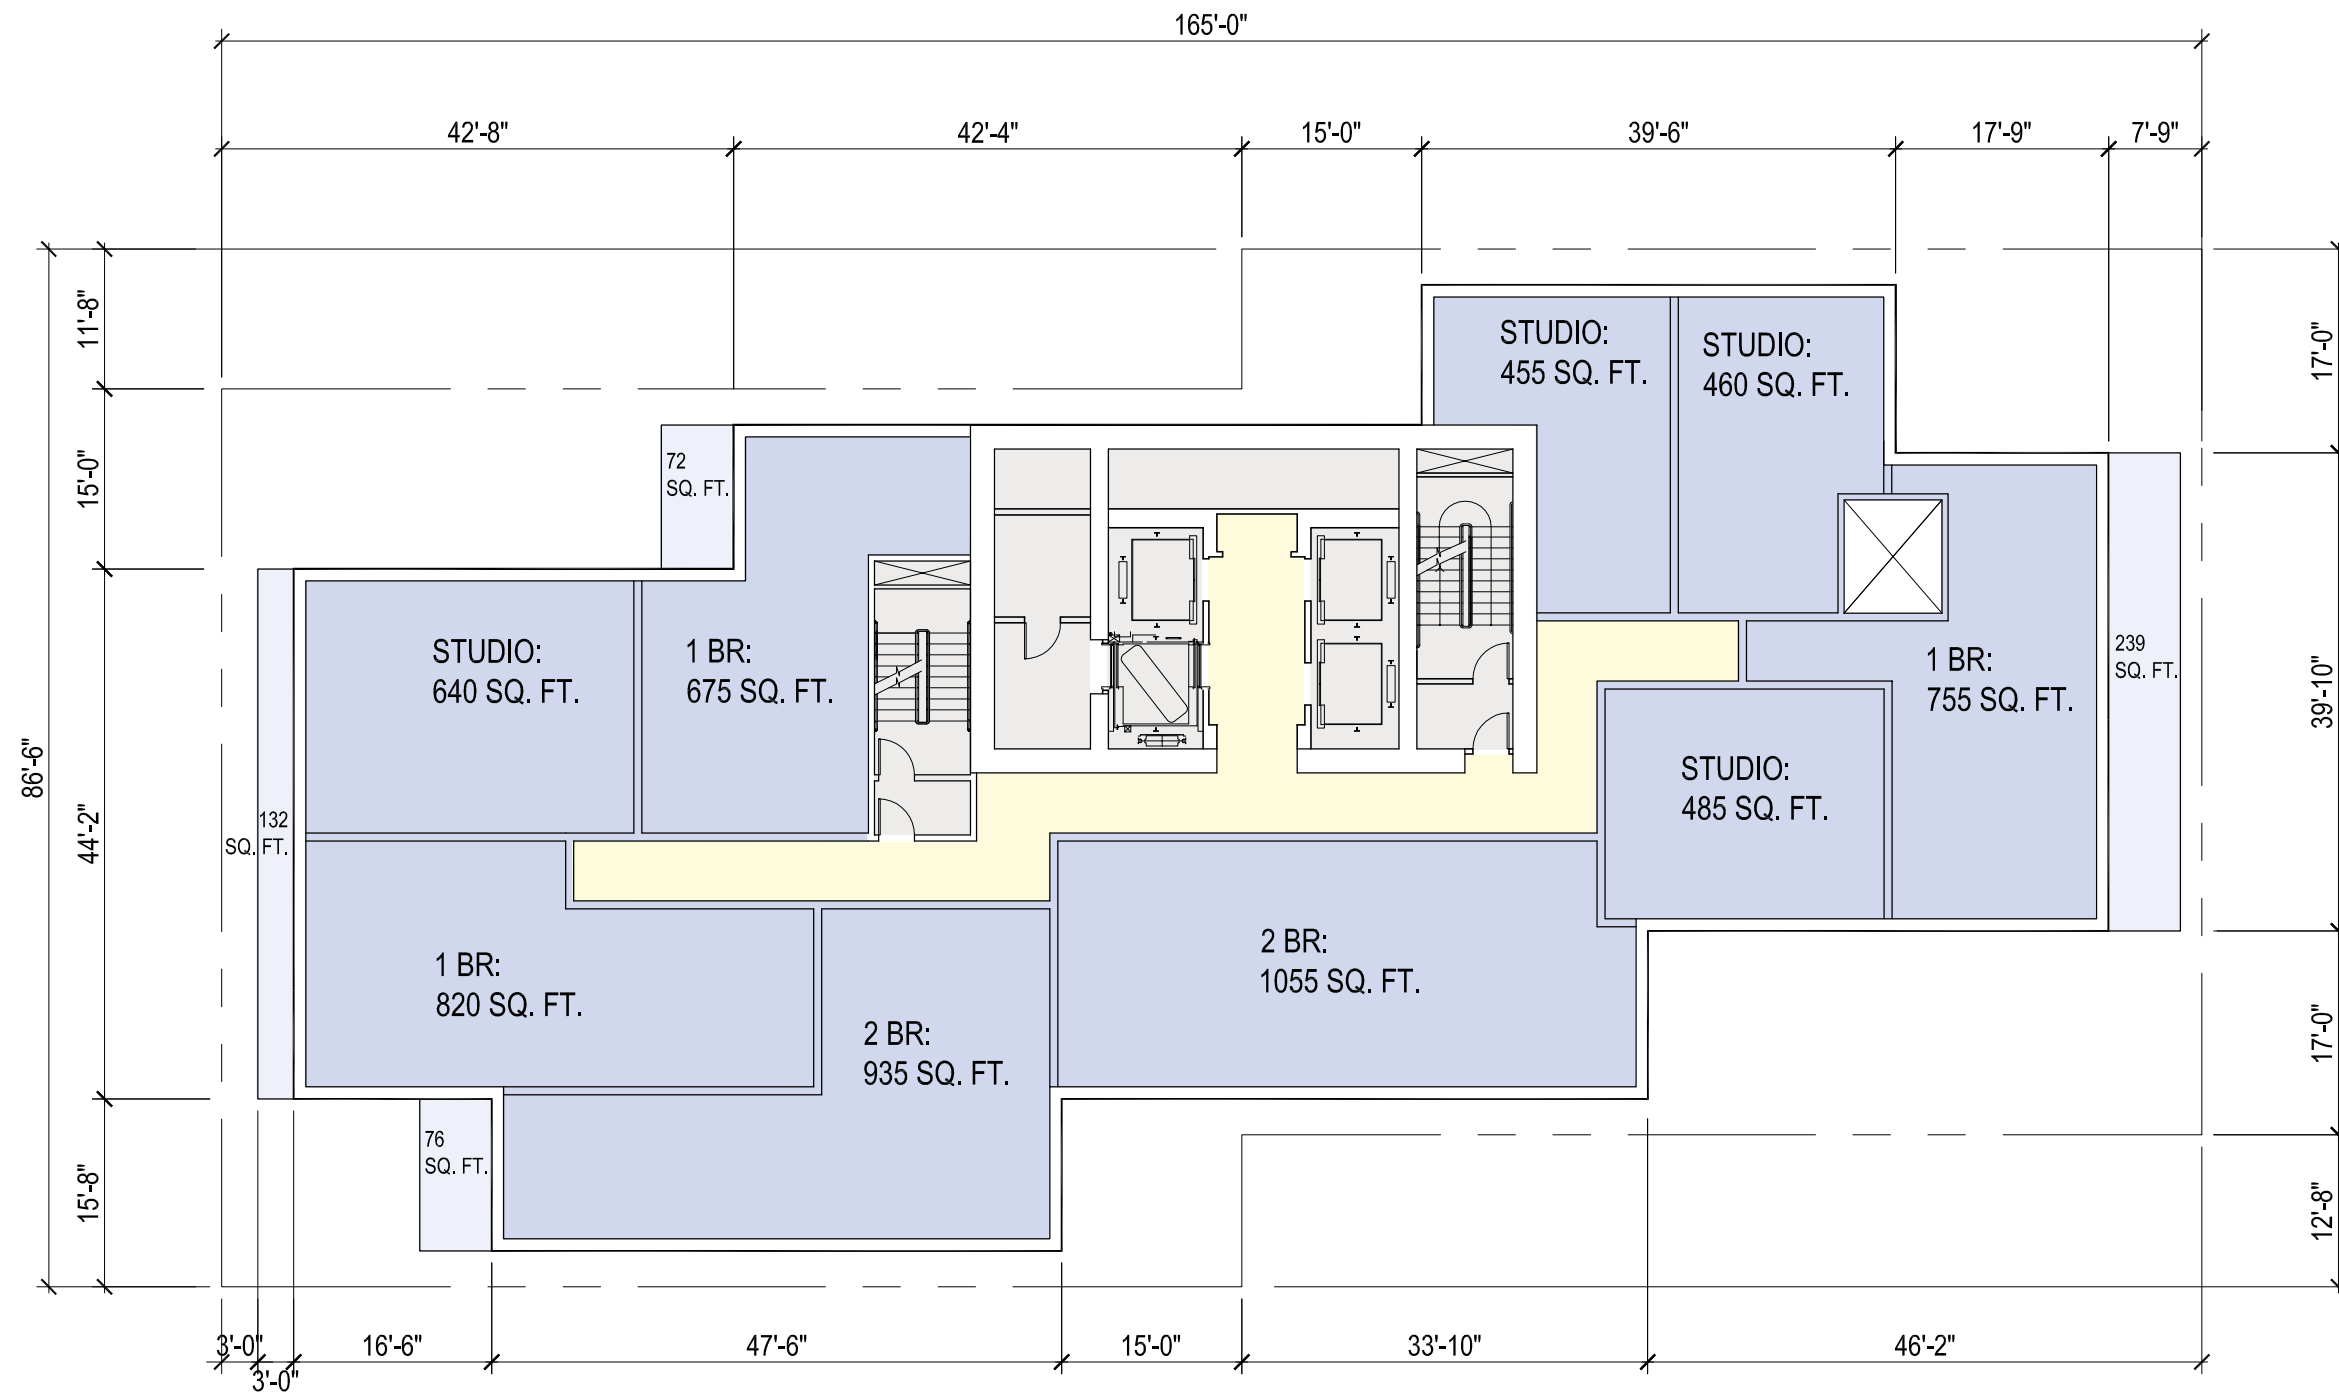 165'-0"
42'-8"
42'-4"
15'-0"
39'-6"
17'-9"
7'-9"
11'-8"
15'-0"
86'-6"
44'-2"
15'-8"
17'-0"
39'-10"
17'-0"
12'-8"
STUDIO:
455 SQ. FT.
STUDIO:
460 SQ. FT.
72
SQ. FT.
STUDIO:
640 SQ. FT.
1 BR:
675 SQ. FT.
239
SQ. FT.
1 BR:
755 SQ. FT.
STUDIO:
485 SQ. FT.
132
SQ. FT.
1 BR:
820 SQ. FT.
2 BR:
1055 SQ. FT.
2 BR:
935 SQ. FT.
76
SQ. FT.
3'-0"
3'-0"
16'-6"
47'-6"
15'-0"
33'-10"
46'-2"